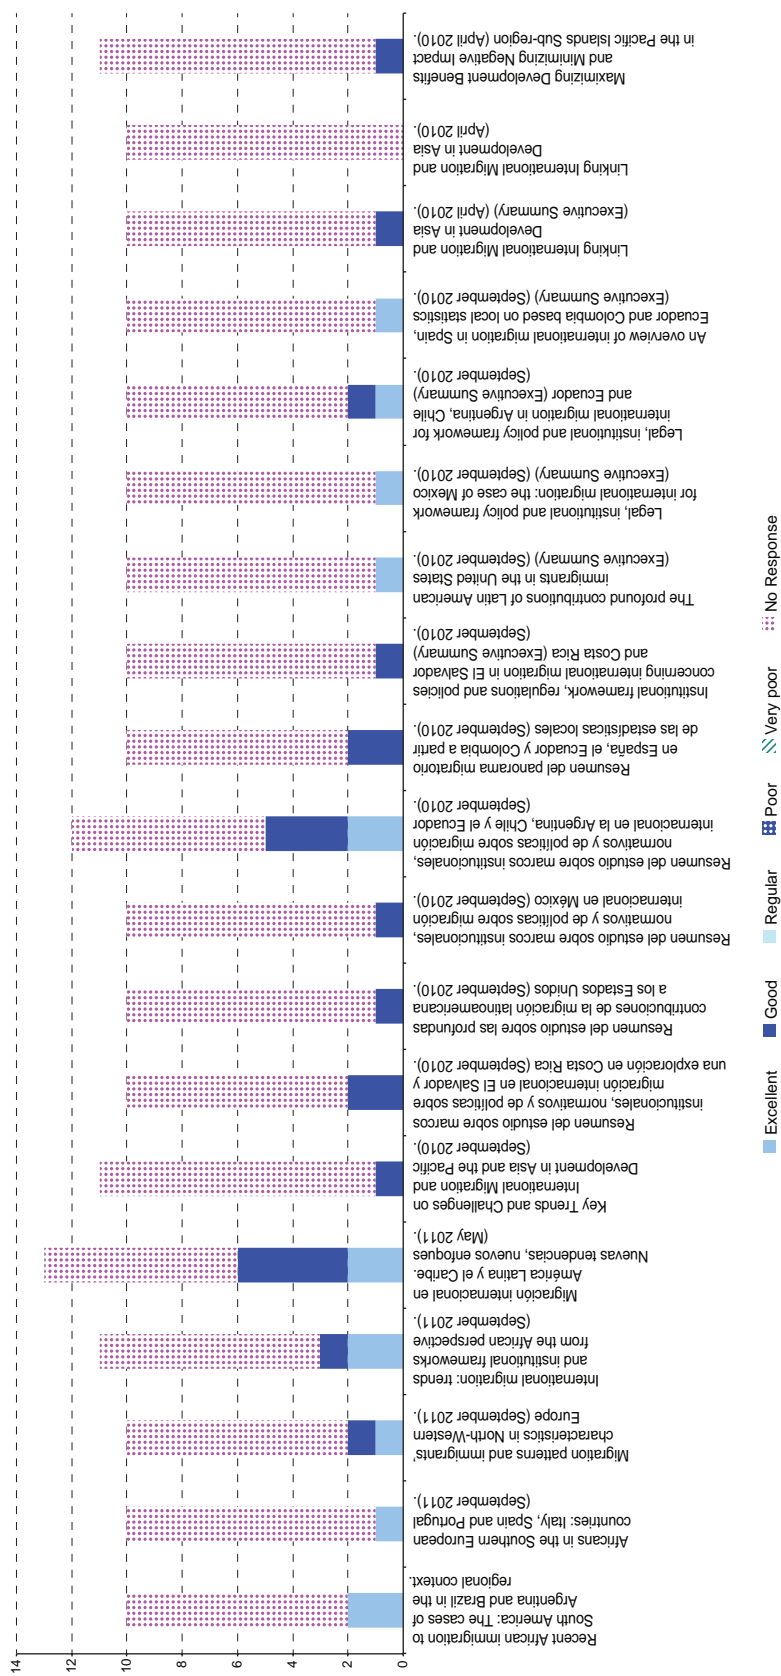 14
12
10
8
6
4
2
0
Recent African immigration to
South America: The cases of
Argentina and Brazil in the
regional context.
Africans in the Southern European
countries: Italy, Spain and Portugal
(September 2011).
Migration patterns and immigrants'
characteristics in North-Western
Europe (September 2011).
International migration: trends
and institutional frameworks
from the African perspective
(September 2011).
Migración internacional en
América Latina y el Caribe.
Nuevas tendencias, nuevos enfoques
(May 2011).
Key Trends and Challenges on
International Migration and
Development in Asia and the Pacific
(September 2010).
Resumen del estudio sobre marcos
institucionales, normativos y de políticas sobre
migración internacional en El Salvador y
una exploración en Costa Rica (September 2010).
Resumen del estudio sobre las profundas
contribuciones de la migración latinoamericana
a los Estados Unidos (September 2010).
Resumen del estudio sobre marcos institucionales,
normativos y de políticas sobre migración
internacional en México (September 2010).
Resumen del estudio sobre marcos institucionales,
normativos y de políticas sobre migración
internacional en la Argentina, Chile y el Ecuador
(September 2010).
Resumen del panorama migratorio
en España, el Ecuador y Colombia a partir
de las estadísticas locales (September 2010).
Institutional framework, regulations and policies
concerning international migration in El Salvador
and Costa Rica (Executive Summary)
(September 2010).
The profound contributions of Latin American
immigrants in the United States
(Executive Summary) (September 2010).
Legal, institutional and policy framework
for international migration: the case of Mexico
(Executive Summary) (September 2010).
Legal, institutional and policy framework for
international migration in Argentina, Chile
and Ecuador (Executive Summary)
(September 2010).
An overview of international migration in Spain,
Ecuador and Colombia based on local statistics
(Executive Summary) (September 2010).
Linking International Migration and
Development in Asia
(Executive Summary) (April 2010).
Linking International Migration and
Development in Asia
(April 2010).
Maximizing Development Benefits
and Minimizing Negative Impact
in the Pacific Islands Sub-region (April 2010).
Excellent
Good
Regular
Poor
Very poor
No Response